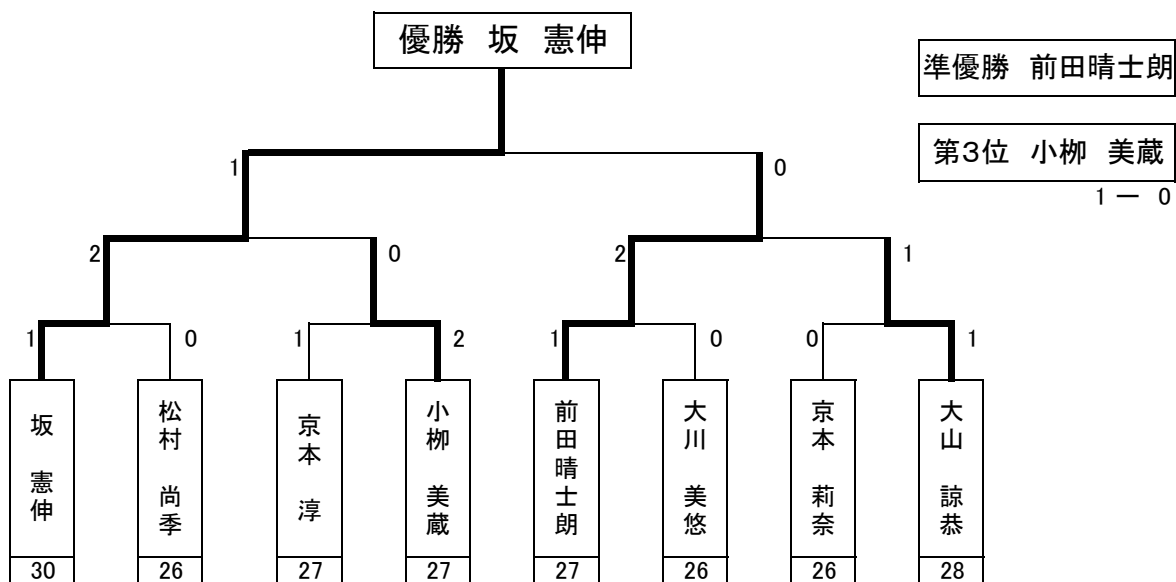 優勝 坂 憲伸
準優勝 前田晴士朗
第3位 小栁 美蔵
1 ー 0
1 0
2 0 2 1
1 0 1 2 1 0 0 1
坂 憲伸
松村 尚季
京本 淳
小栁 美蔵
前田晴士朗
大川 美悠
京本 莉奈
大山 諒恭
30 26 27 27 27 26 26 28